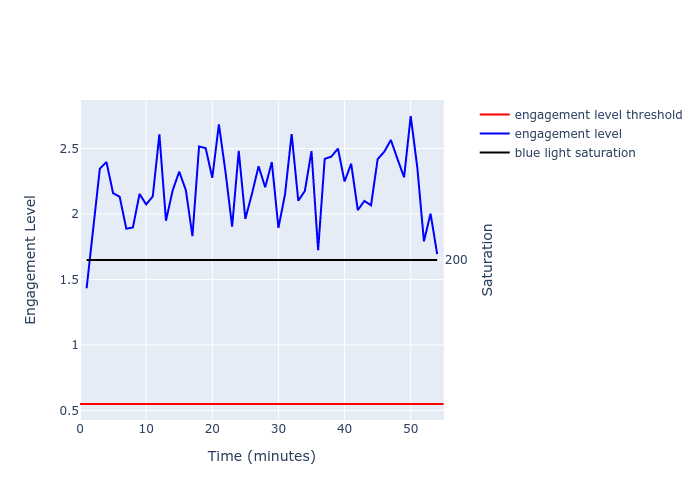 engagement level threshold
engagement level
blue light saturation
2.5
2
1.5
1
0.5
Engagement Level
200
Saturation
0
10
20
30
40
50
Time (minutes)